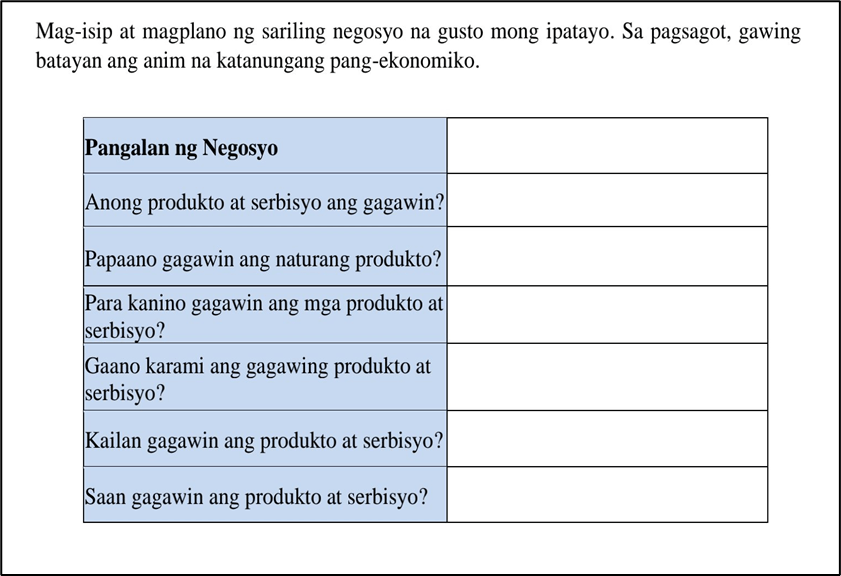 Mag-isip at magplano ng sariling negosyo na gusto mong ipatayo. Sa pagsagot, gawing
batayan ang anim na katanungang pang-ekonomiko.
Pangalan ng Negosyo
Anong produkto at serbisyo ang gagawin?
Papaano gagawin ang naturang produkto?
Para kanino gagawin ang mga produkto at
serbisyo?
Gaano karami ang gagawing produkto at
serbisyo?
Kailan gagawin ang produkto at serbisyo?
Saan gagawin ang produkto at serbisyo?